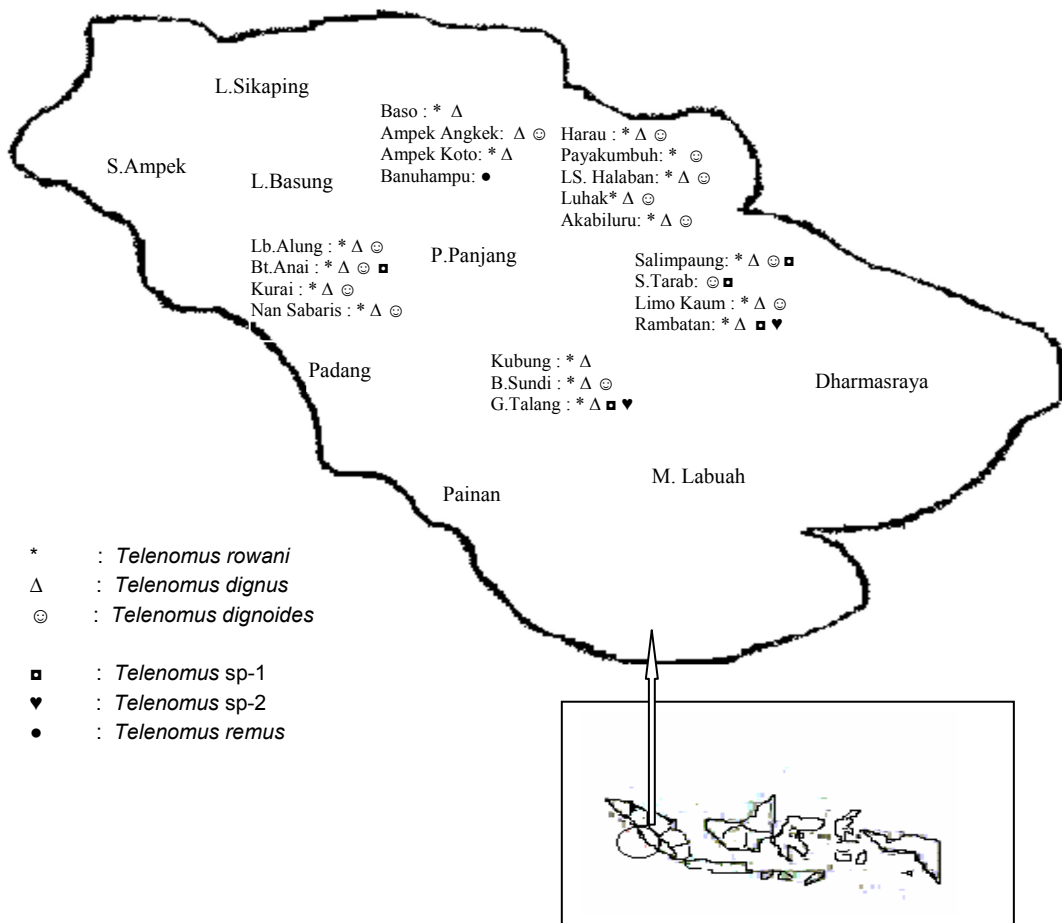 L.Sikaping
S.Ampek
L.Basung
Baso : * Δ
Ampek Angkek: Δ ☺
Ampek Koto: * Δ
Banuhampu: ●
Harau : * Δ ☺
Payakumbuh: * ☺
LS. Halaban: * Δ ☺
Luhak* Δ ☺
Akabiluru: * Δ ☺
Lb.Alung : * Δ ☺
Bt.Anai : * Δ ☺ ◘
Kurai : * Δ ☺
Nan Sabaris : * Δ ☺
P.Panjang
Salimpaung: * Δ ☺ ◘
S.Tarab: ☺ ◘
Limo Kaum : * Δ ☺
Rambatan: * Δ ◘ ♥
Padang
Kubung : * Δ
B.Sundi : * Δ ☺
G.Talang : * Δ ◘ ♥
Dharmasraya
Painan
M. Labuah
* : Telenomus rowani
Δ : Telenomus dignus
☺ : Telenomus dignoides
◘ : Telenomus sp-1
♥ : Telenomus sp-2
● : Telenomus remus